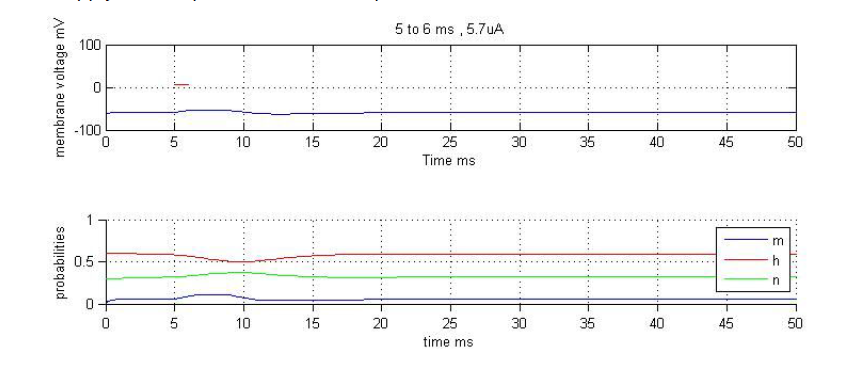 5 to 6 ms , 5.7uA
membrane voltage mV
100
0
-100
0 5 10 15 20 25 30 35 40 45 50
Time ms
probabilities
1
0.5
0
m
h
n
0 5 10 15 20 25 30 35 40 45 50
time ms